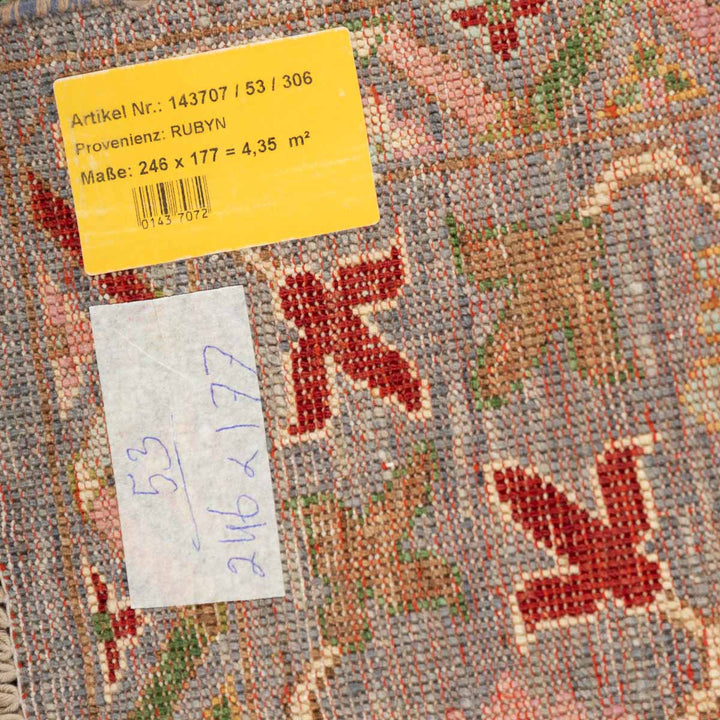 Artikel Nr.: 143707 / 53 / 306
Provenienz: RUBYN
Maße: 246 x 177 = 4,35 m²
0143 7072
53
246 x 177